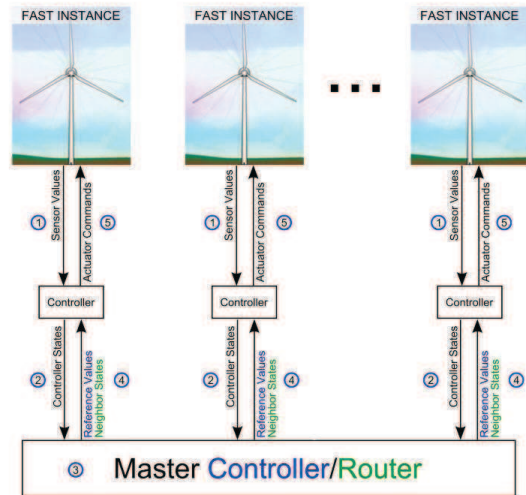 FAST INSTANCE
FAST INSTANCE
FAST INSTANCE
1
Sensor Values
Actuator Commands
5
1
Sensor Values
Actuator Commands
5
1
Sensor Values
Actuator Commands
5
Controller
Controller
Controller
2
Controller States
Reference Values
Neighbor States
4
2
Controller States
Reference Values
Neighbor States
4
2
Controller States
Reference Values
Neighbor States
4
3
Master Controller/Router